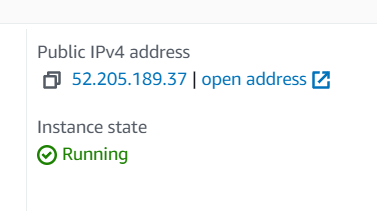 Public IPv4 address
52.205.189.37 | open address
Instance state
Running